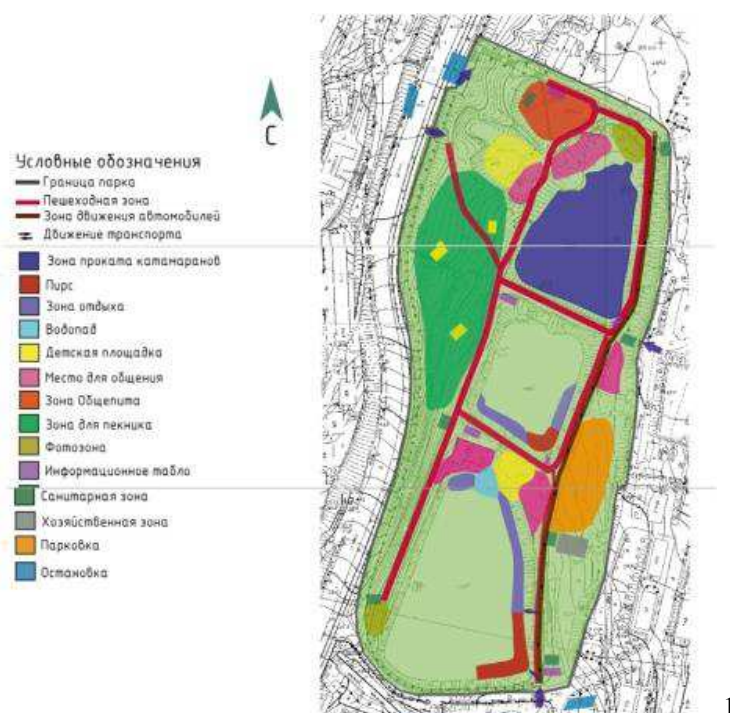 С
Условные обозначения
Граница парка
Пешеходная зона
Зона движения автомобилей
Движение транспорта
Зона проката катамаранов
Пирс
Зона отдыха
Водопад
Детская площадка
Место для общения
Зона Общепита
Зона для пекника
Фотозона
Информационное табло
Санитарная зона
Хозяйственная зона
Парковка
Остановка
1